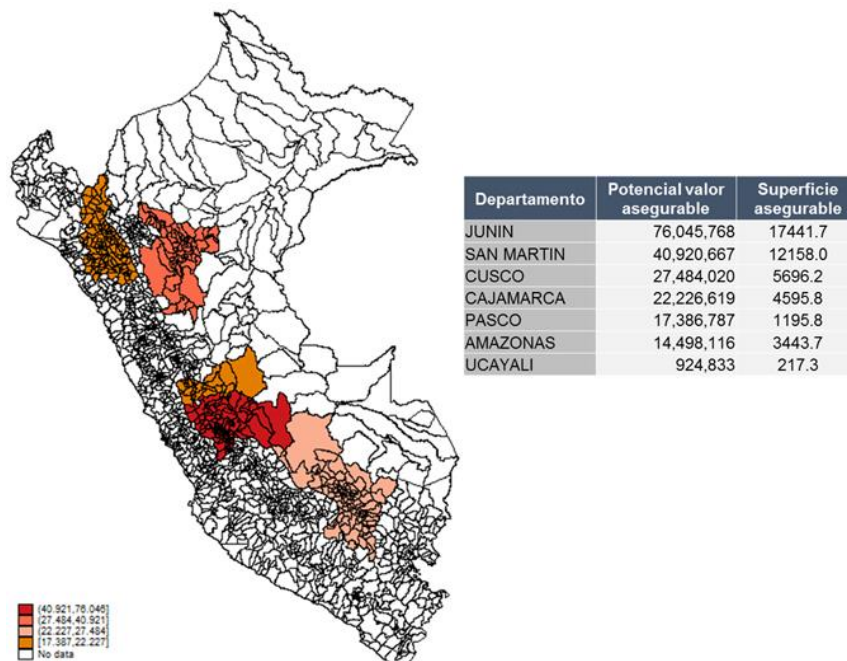 Departamento Potencial valor asegurable Superficie asegurable
JUNIN 76,045,768 17441.7
SAN MARTIN 40,920,667 12158.0
CUSCO 27,484,020 5696.2
CAJAMARCA 22,226,619 4595.8
PASCO 17,386,787 1195.8
AMAZONAS 14,498,116 3443.7
UCAYALI 924,833 217.3
(40.921,76.046]
(27.484,40.921]
(22.227,27.484]
[17.387,22.227]
No data